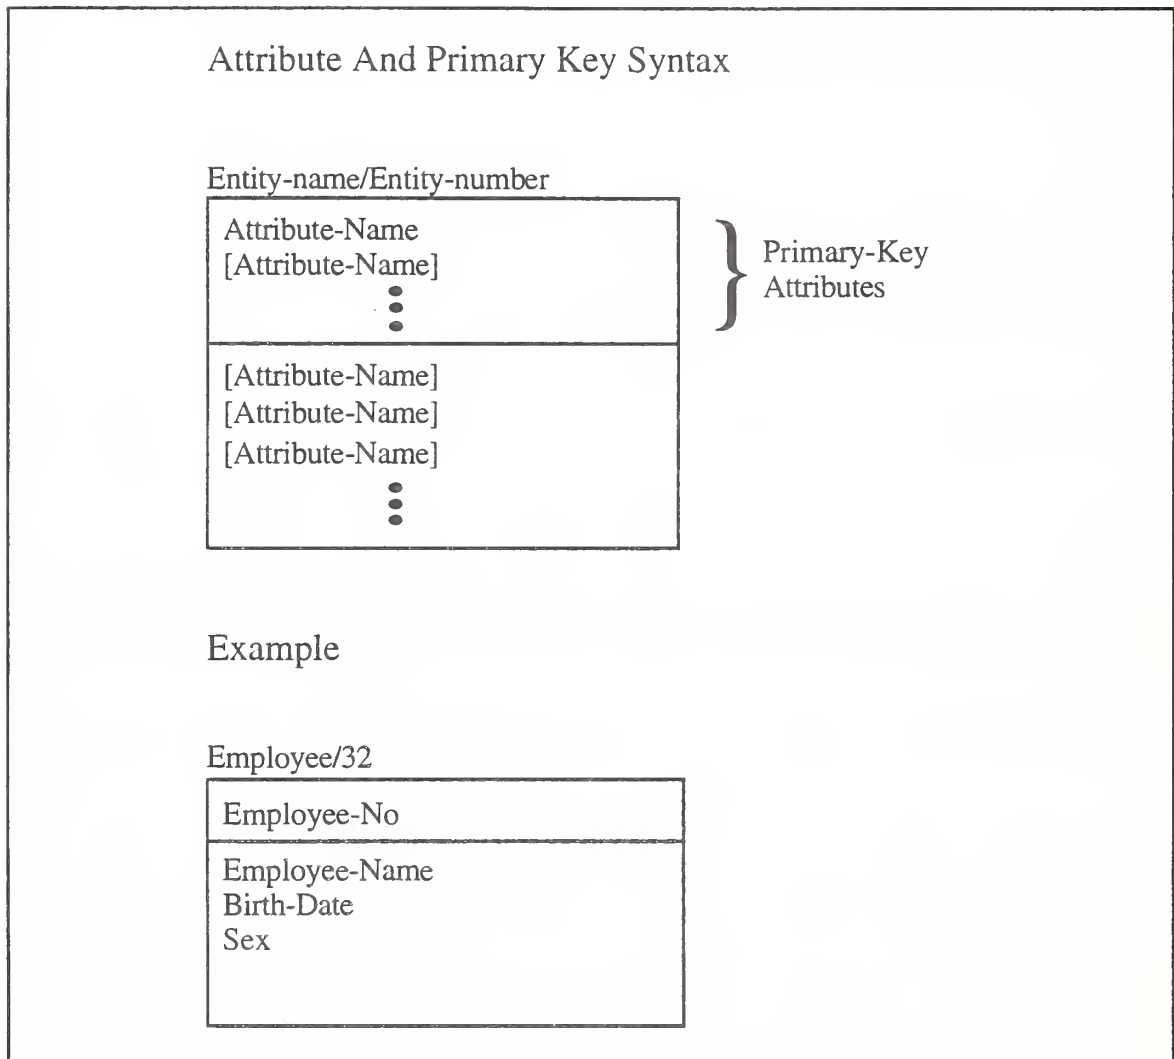 Attribute And Primary Key Syntax
Entity-name/Entity-number
Attribute-Name
[Attribute-Name]
Primary-Key
Attributes
[Attribute-Name]
[Attribute-Name]
[Attribute-Name]
Example
Employee/32
Employee-No
Employee-Name
Birth-Date
Sex